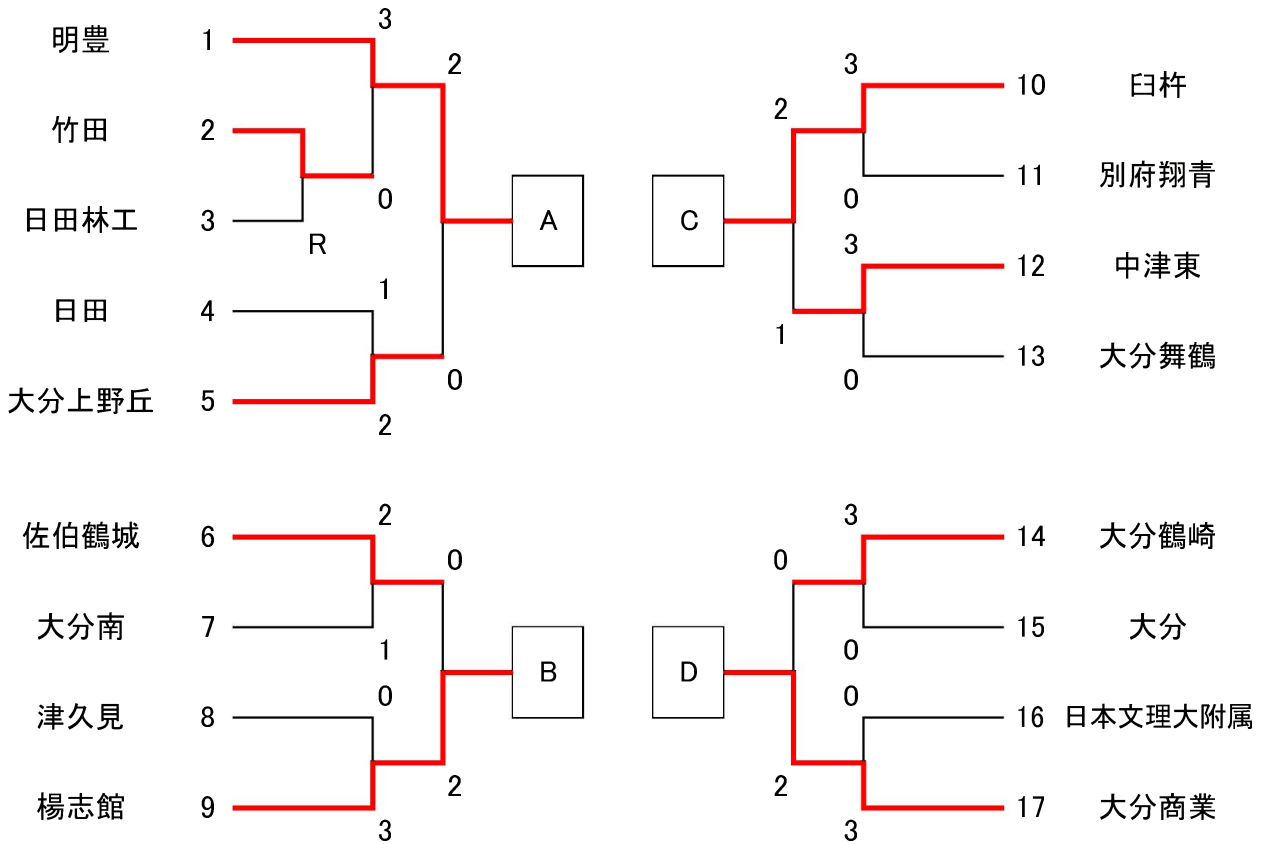 明豊 1 3
2
竹田 2
0
日田林工 3
R
A
日田 4 1
0
大分上野丘 5
2
3 10 臼杵
2
11 別府翔青
0
C
3
12 中津東
1
13 大分舞鶴
0
佐伯鶴城 6 2
0
大分南 7
1
B
0
津久見 8
2
楊志館 9
3
3 14 大分鶴崎
0
15 大分
0
D
0
16 日本文理大附属
2
17 大分商業
3